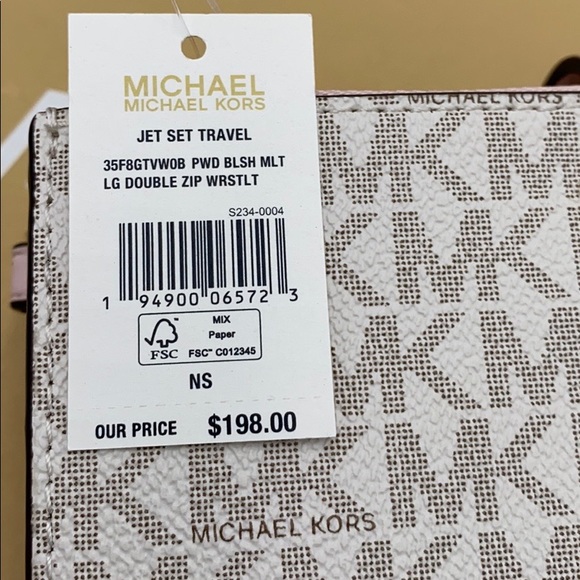 MICHAEL
MICHAEL KORS
JET SET TRAVEL
35F8GTVW0B PWD BLSH MLT
LG DOUBLE ZIP WRSTLT
S234-0004
1 94900 06572 3
FSC
MIX
Paper
FSC™ C012345
NS
OUR PRICE $198.00
MICHAEL KORS
MICHAEL KORS